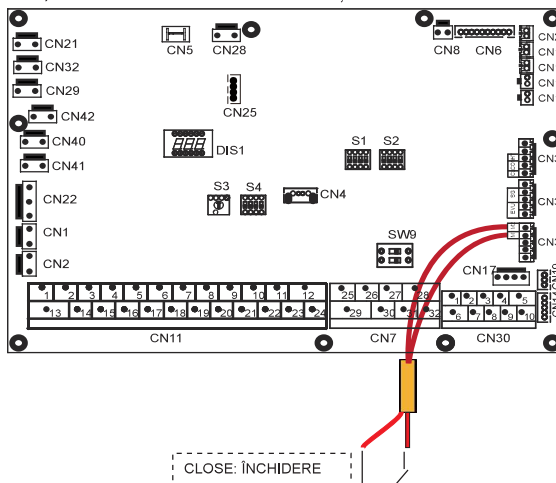 CN21
CN5
CN28
CN8
CN6
CN32
CN29
CN25
CN42
CN40
DIS1
S1
S2
CN41
CN22
S3
S4
CN4
CN1
SW9
CN2
CN17
1 2 3 4 5 6 7 8 9 10 11 12
25 26 27 28
1 2 3 4 5
13 14 15 16 17 18 19 20 21 22 23 24
29 30 31 32
6 7 8 9 10
CN11
CN7
CN30
CLOSE: ÎNCHIDERE